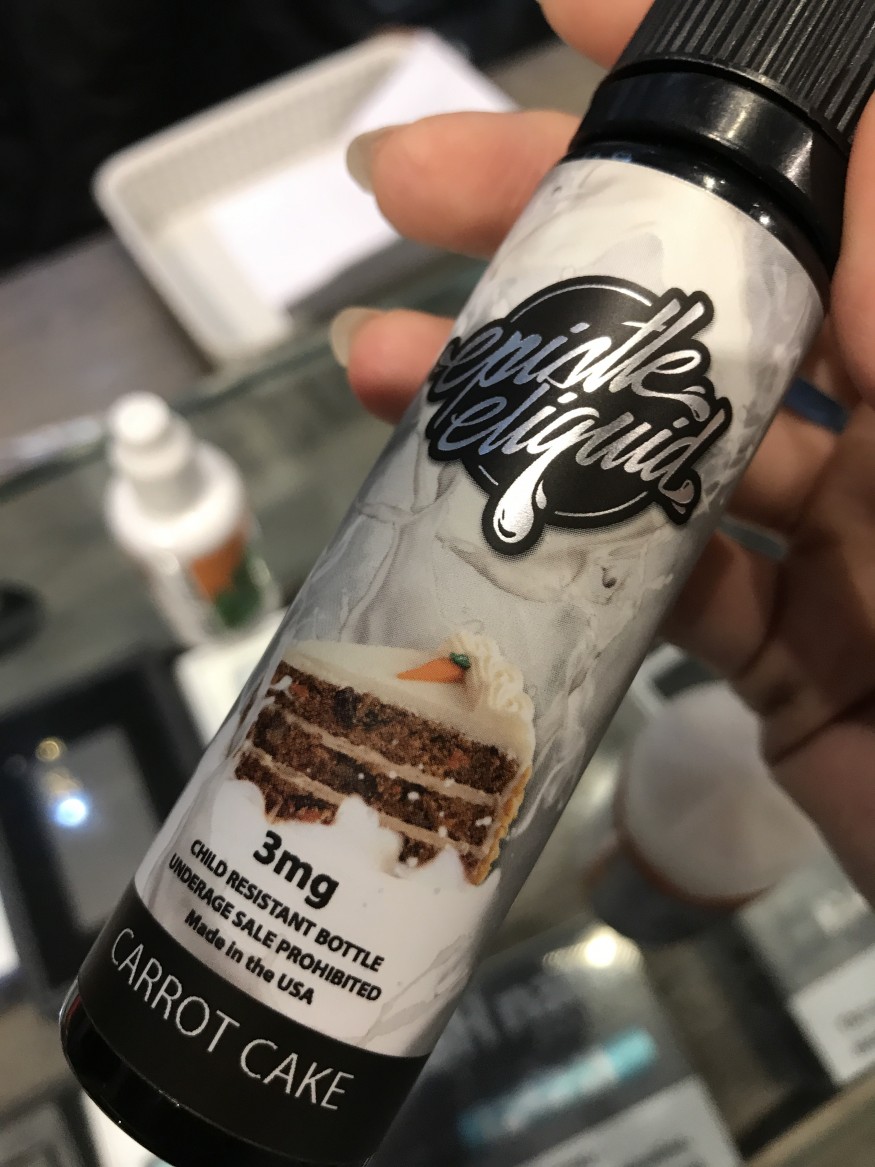 epistle
eliquid
3mg
CHILD RESISTANT BOTTLE
UNDERAGE SALE PROHIBITED
Made in the USA
CARROT CAKE